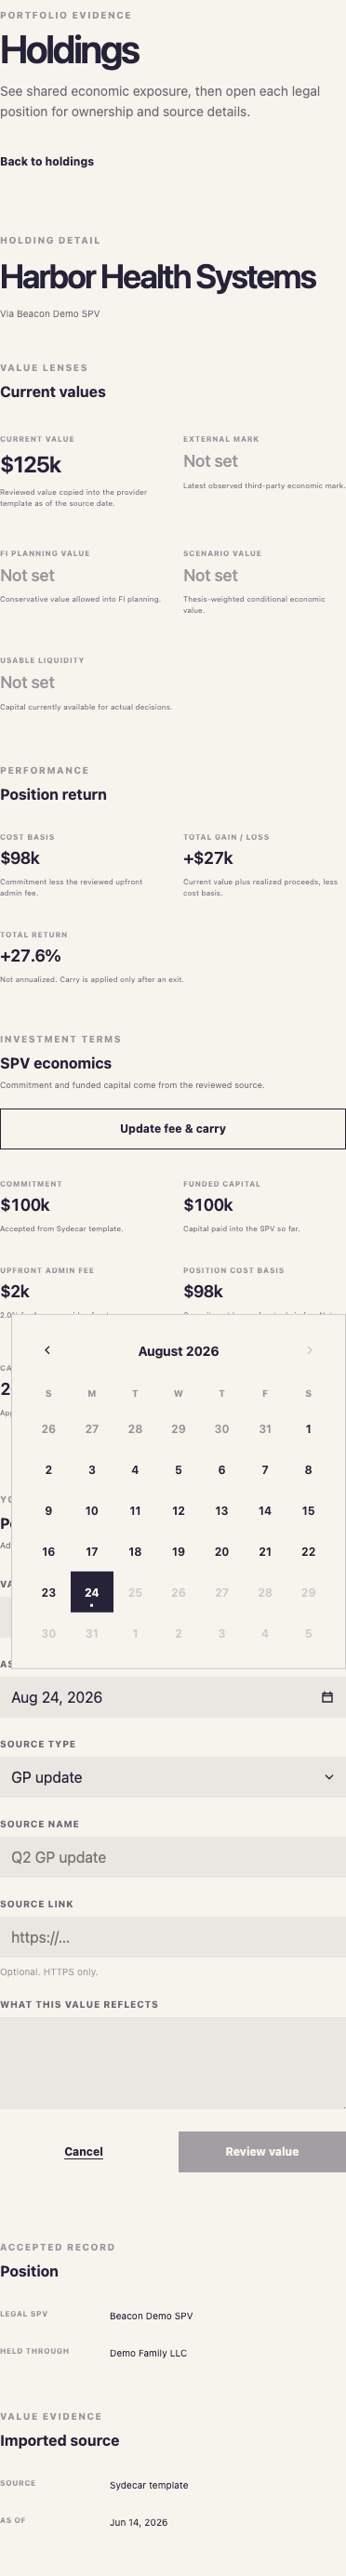 PORTFOLIO EVIDENCE
Holdings
See shared economic exposure, then open each legal
position for ownership and source details.
Back to holdings
HOLDING DETAIL
Harbor Health Systems
Via Beacon Demo SPV
VALUE LENSES
Current values
CURRENT VALUE
$125k
Reviewed value copied into the provider
template as of the source date.
EXTERNAL MARK
Not set
Latest observed third-party economic mark.
FI PLANNING VALUE
Not set
Conservative value allowed into FI planning.
SCENARIO VALUE
Not set
Thesis-weighted conditional economic
value.
USABLE LIQUIDITY
Not set
Capital currently available for actual decisions.
PERFORMANCE
Position return
COST BASIS
$98k
Commitment less the reviewed upfront
admin fee.
TOTAL GAIN / LOSS
+$27k
Current value plus realized proceeds, less
cost basis.
TOTAL RETURN
+27.6%
Not annualized. Carry is applied only after an exit.
INVESTMENT TERMS
SPV economics
Commitment and funded capital come from the reviewed source.
Update fee & carry
COMMITMENT
$100k
Accepted from Sydecar template.
FUNDED CAPITAL
$100k
Capital paid into the SPV so far.
UPFRONT ADMIN FEE
$2k
POSITION COST BASIS
$98k
August 2026
S M T W T F S
26 27 28 29 30 31 1
2 3 4 5 6 7 8
9 10 11 12 13 14 15
16 17 18 19 20 21 22
23 24 25 26 27 28 29
30 31 1 2 3 4 5
Aug 24, 2026
SOURCE TYPE
GP update
SOURCE NAME
Q2 GP update
SOURCE LINK
https://...
Optional. HTTPS only.
WHAT THIS VALUE REFLECTS
Cancel
Review value
ACCEPTED RECORD
Position
LEGAL SPV
Beacon Demo SPV
HELD THROUGH
Demo Family LLC
VALUE EVIDENCE
Imported source
SOURCE
Sydecar template
AS OF
Jun 14, 2026